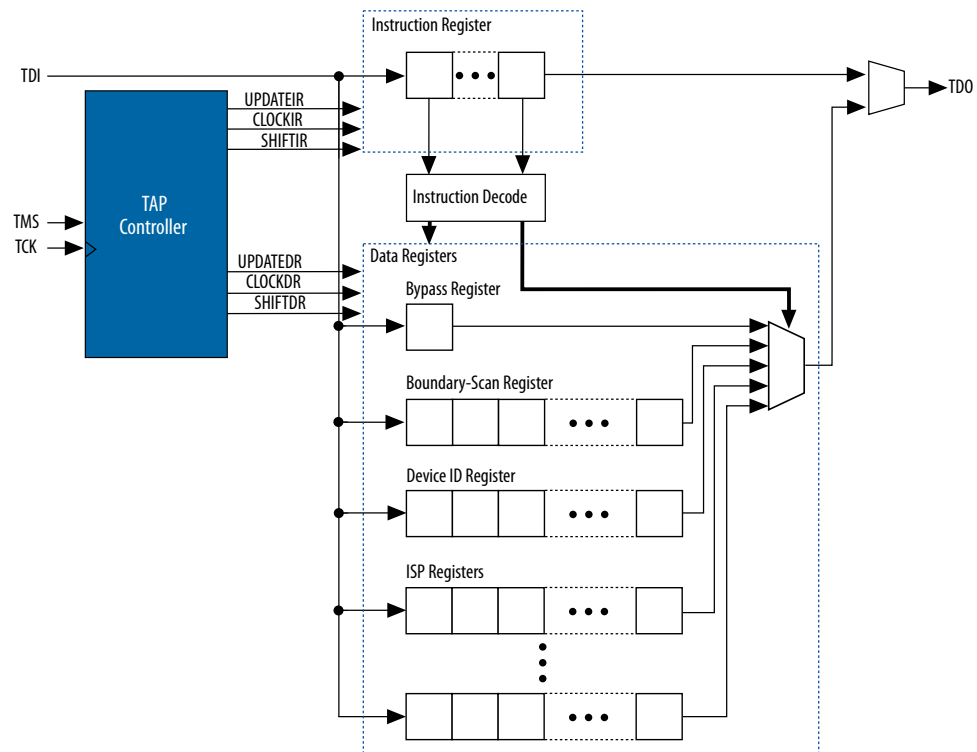 Instruction Register
TDI
TDO
UPDATEIR
CLOCKIR
SHIFTIR
TAP
Controller
Instruction Decode
TMS
TCK
Data Registers
UPDATEDR
CLOCKDR
SHIFTDR
Bypass Register
Boundary-Scan Register
Device ID Register
ISP Registers